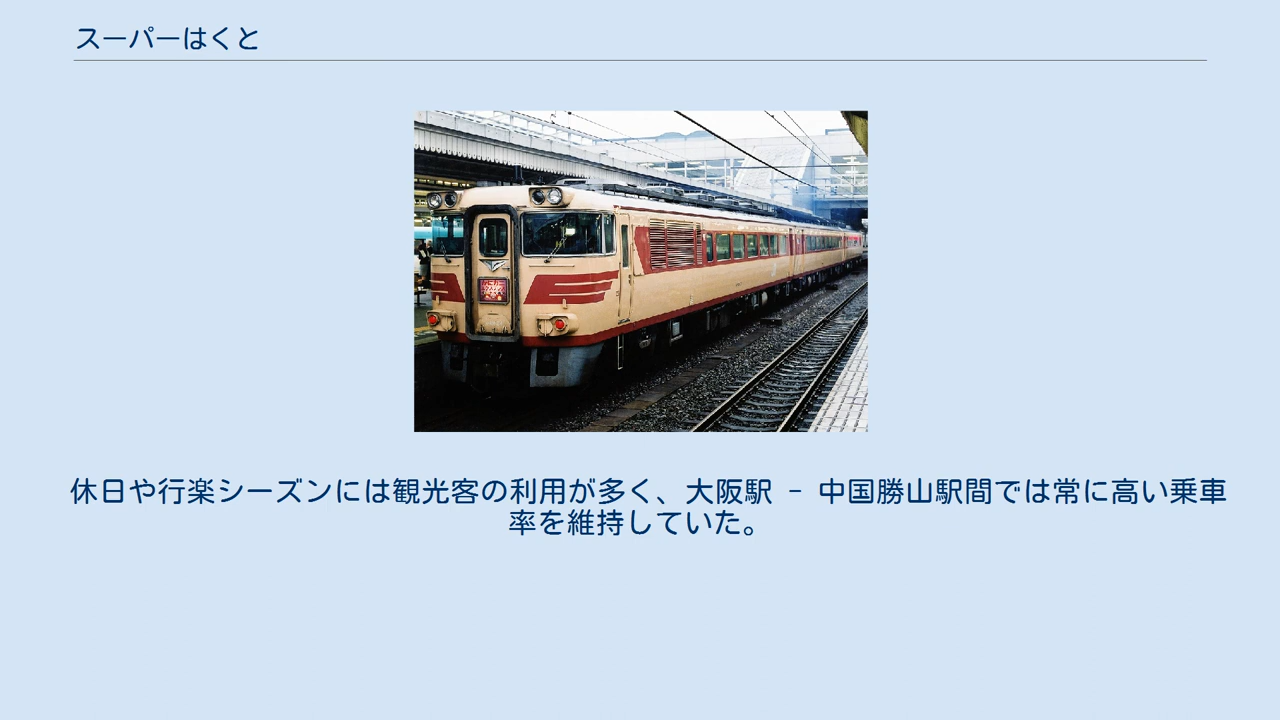 スーパーはくと
休日や行楽シーズンには観光客の利用が多く、大阪駅 － 中国勝山駅間では常に高い乗車
率を維持していた。